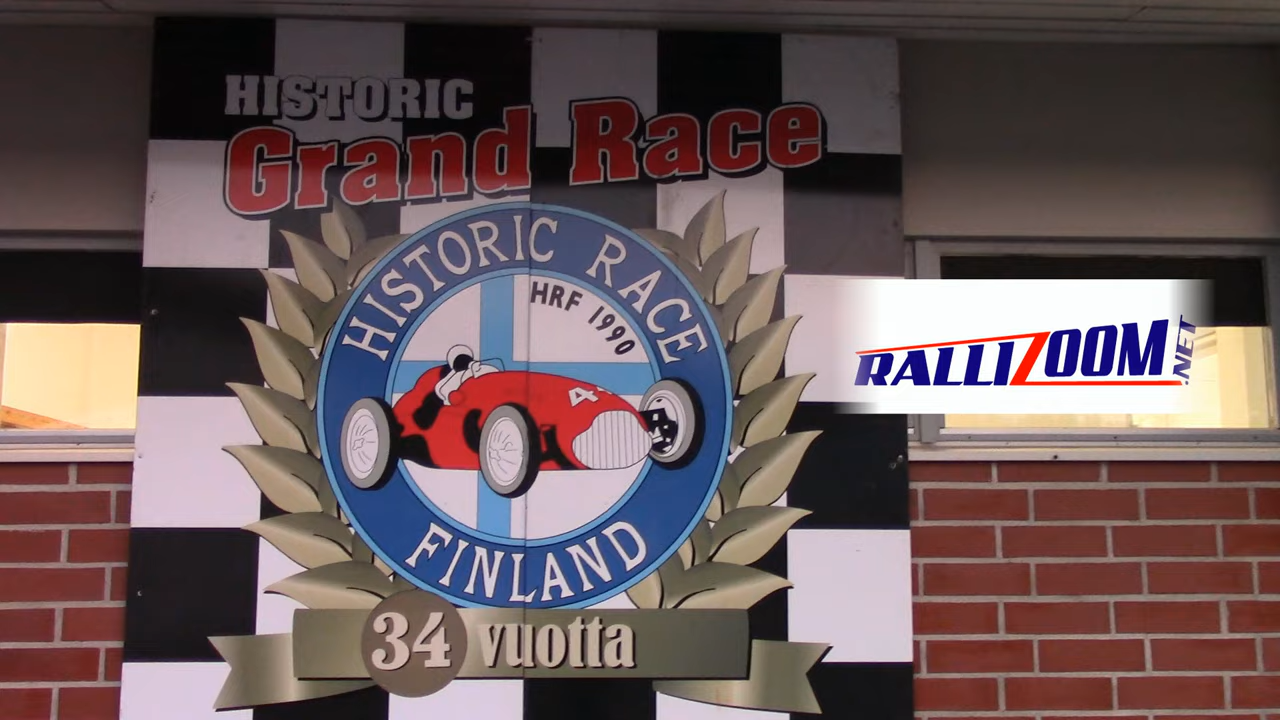 HISTORIC
Grand Race
HISTORIC RACE
HRF 1990
FINLAND
34 vuotta
RALLIZOOM.NET